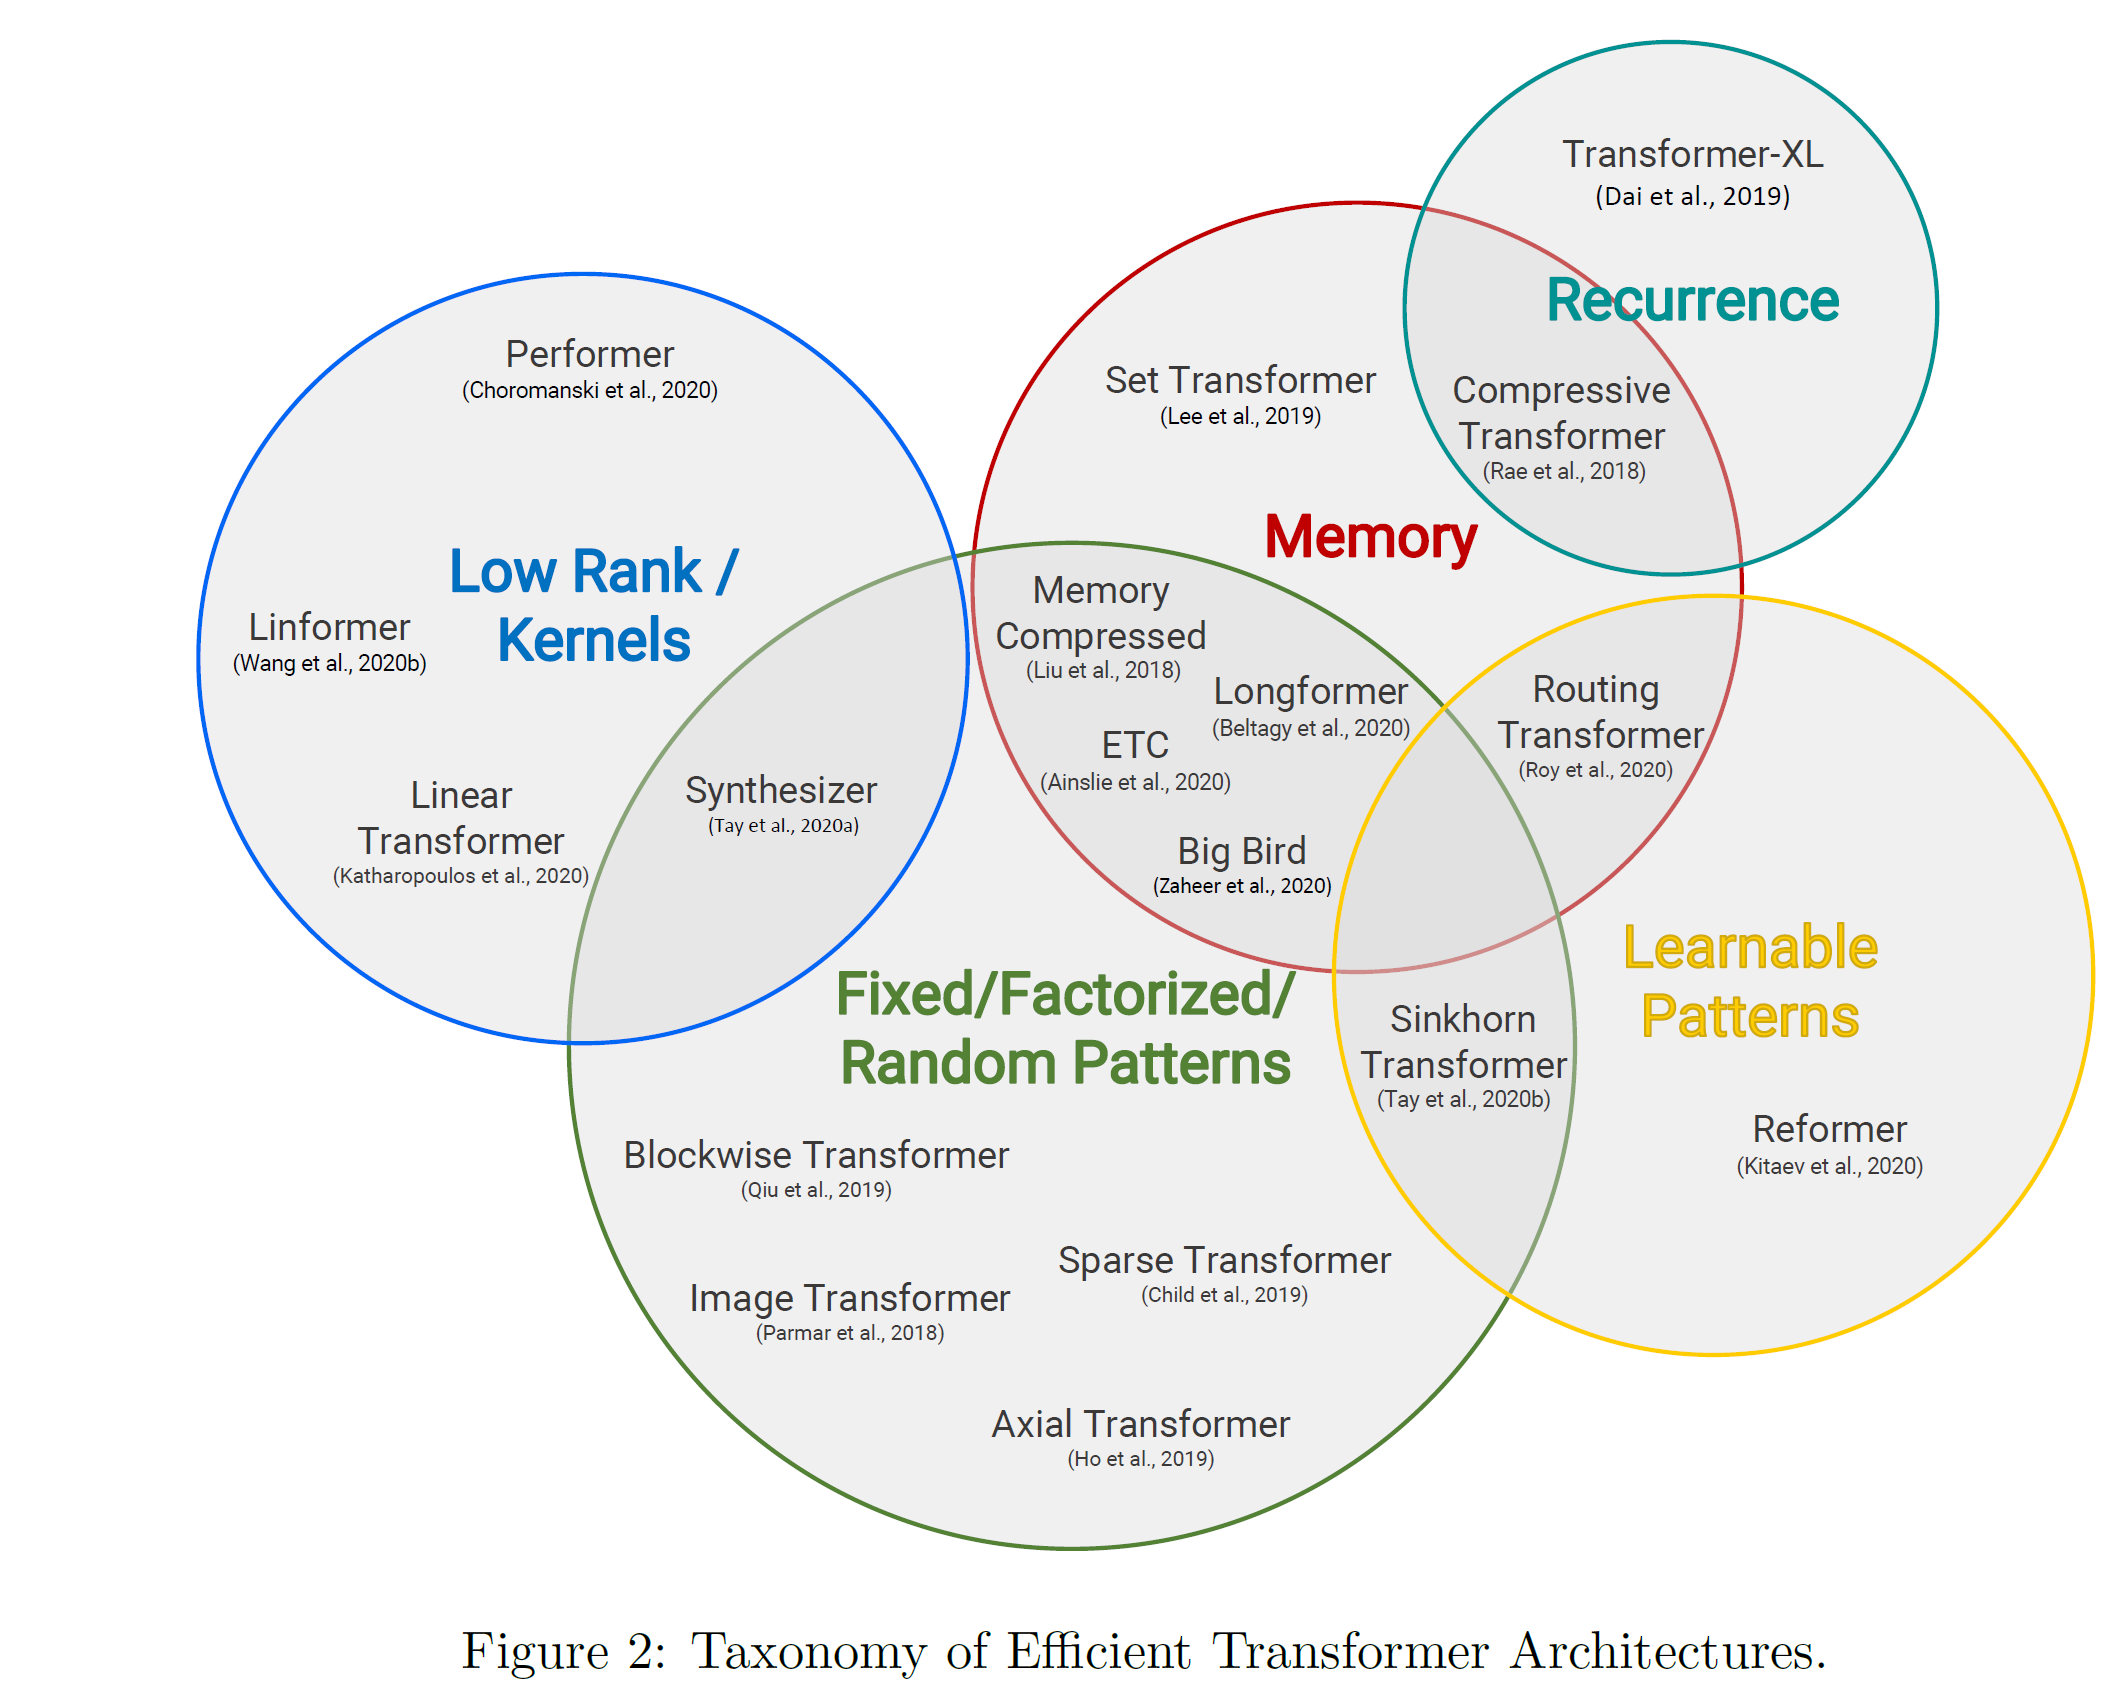 Transformer-XL
(Dai et al., 2019)
Recurrence
Performer
(Choromanski et al., 2020)
Set Transformer
(Lee et al., 2019)
Compressive
Transformer
(Rae et al., 2018)
Memory
Low Rank /
Kernels
Linformer
(Wang et al., 2020b)
Memory
Compressed
(Liu et al., 2018)
Longformer
(Beltagy et al., 2020)
Routing
Transformer
(Roy et al., 2020)
ETC
(Ainslie et al., 2020)
Linear
Transformer
(Katharopoulos et al., 2020)
Synthesizer
(Tay et al., 2020a)
Big Bird
(Zaheer et al., 2020)
Learnable
Patterns
Fixed/Factorized/
Random Patterns
Sinkhorn
Transformer
(Tay et al., 2020b)
Reformer
(Kitaev et al., 2020)
Blockwise Transformer
(Qiu et al., 2019)
Sparse Transformer
(Child et al., 2019)
Image Transformer
(Parmar et al., 2018)
Axial Transformer
(Ho et al., 2019)
Figure 2: Taxonomy of Efficient Transformer Architectures.